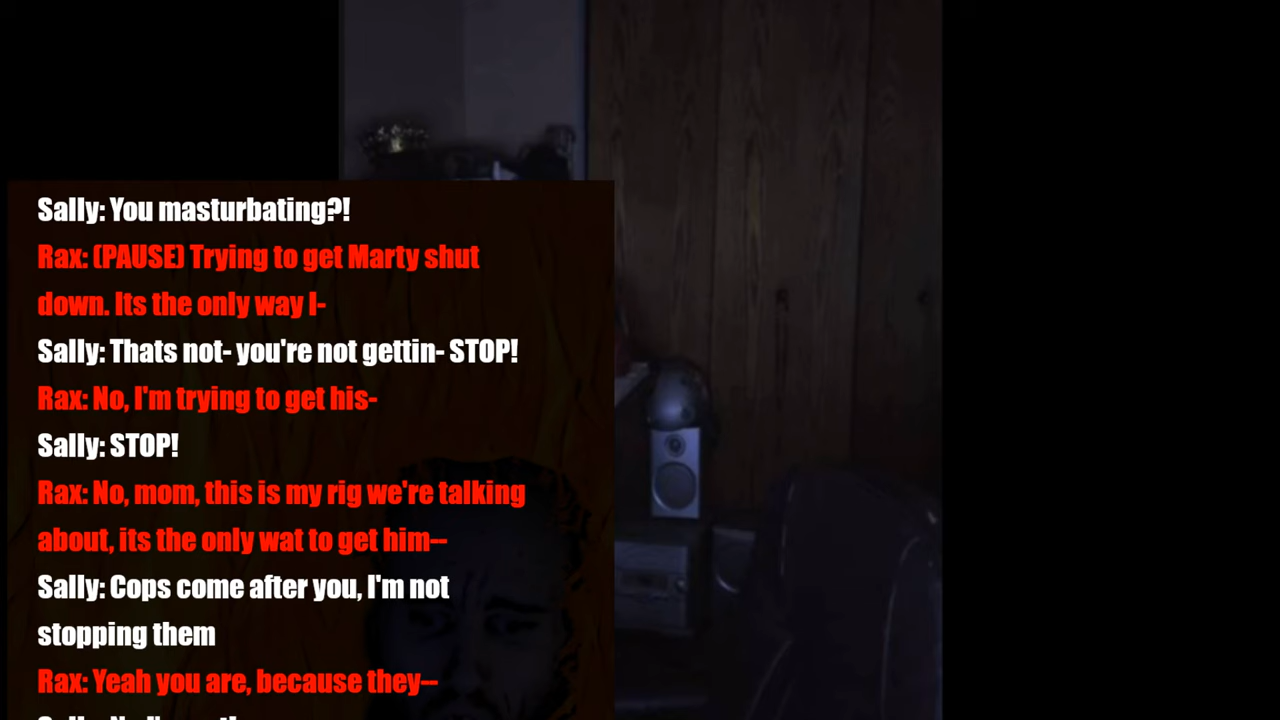 Sally: You masturbating?!
Rax: (PAUSE) Trying to get Marty shut
down. Its the only way I-
Sally: Thats not- you're not gettin- STOP!
Rax: No, I'm trying to get his-
Sally: STOP!
Rax: No, mom, this is my rig we're talking
about, its the only wat to get him--
Sally: Cops come after you, I'm not
stopping them
Rax: Yeah you are, because they--